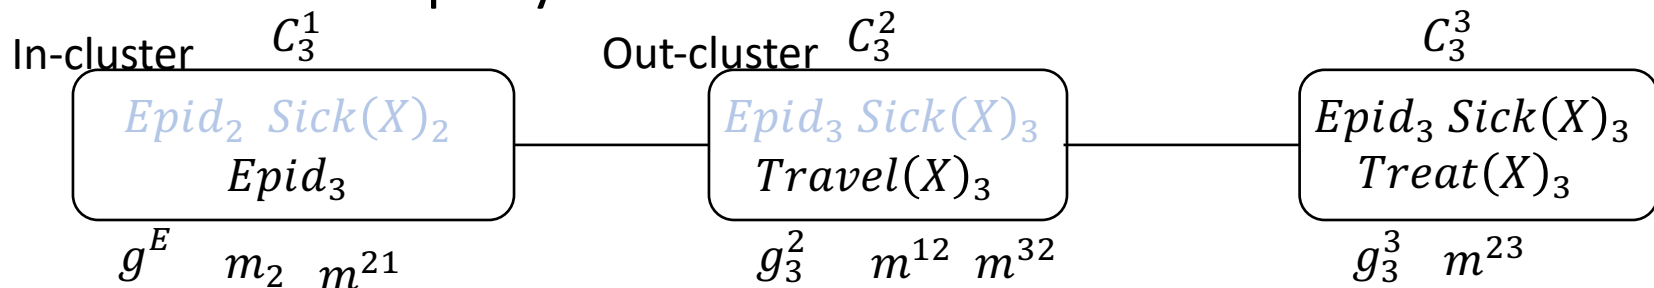 In-cluster C_3^1 Out-cluster C_3^2 C_3^3
Epid_2 Sick(X)_2 Epid_3 Sick(X)_3 Epid_3 Sick(X)_3
Epid_3 Travel(X)_3 Treat(X)_3
g^E m_2 m^{21} g_3^2 m^{12} m^{32} g_3^3 m^{23}